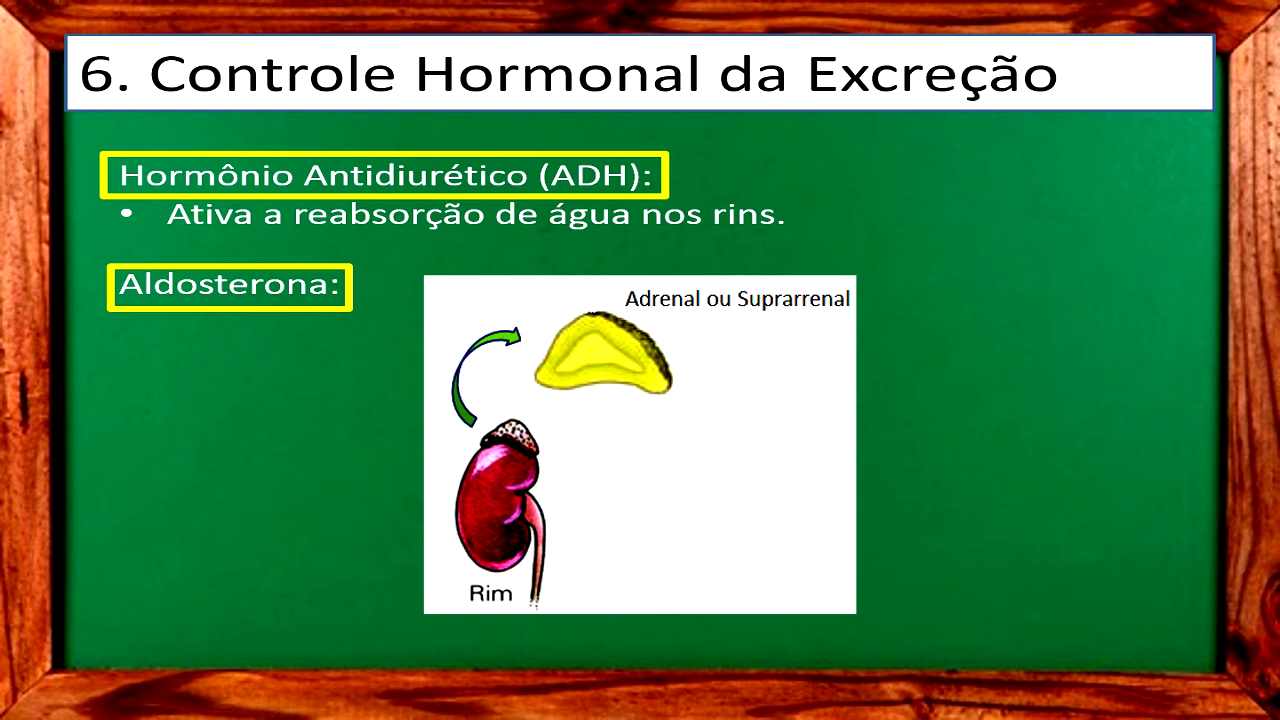 6. Controle Hormonal da Excreção
Hormônio Antidiurético (ADH):
• Ativa a reabsorção de água nos rins.
Aldosterona:
Adrenal ou Suprarrenal
Rim